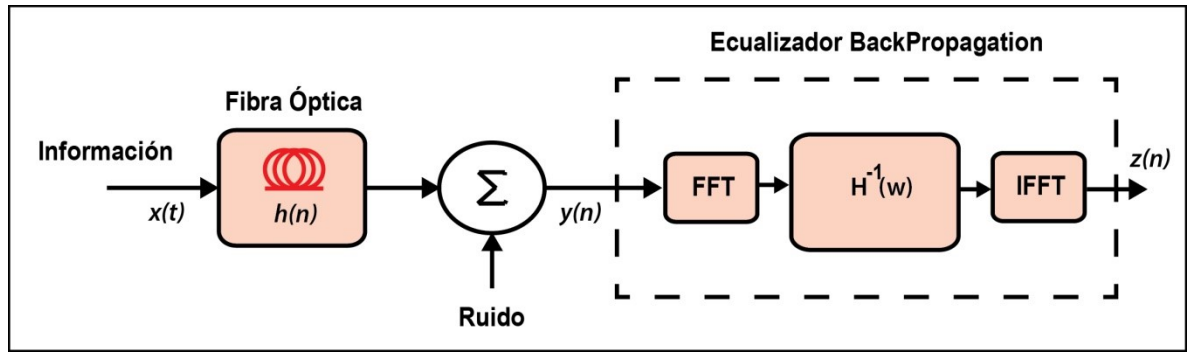 Ecualizador BackPropagation
Fibra Óptica
Información
x(t)
h(n)
Σ
Ruido
y(n)
FFT
H⁻¹(w)
IFFT
z(n)